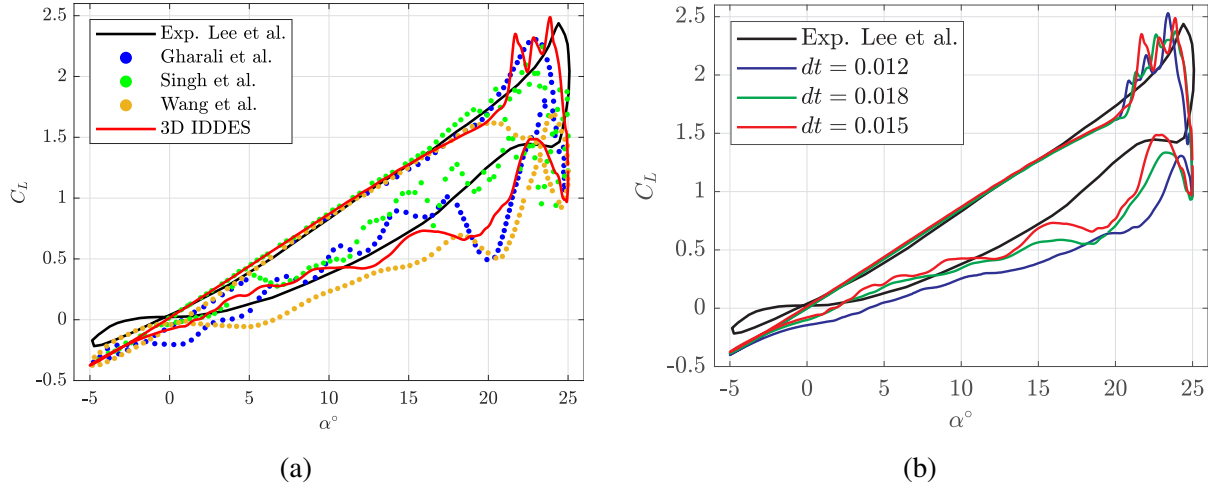 2.5
2
1.5
1
0.5
0
-0.5
-5
0
5
10
15
20
25
C_L
α°
Exp. Lee et al.
Gharali et al.
Singh et al.
Wang et al.
3D IDDES
(a)
2.5
2
1.5
1
0.5
0
-0.5
-5
0
5
10
15
20
25
C_L
α°
Exp. Lee et al.
dt = 0.012
dt = 0.018
dt = 0.015
(b)